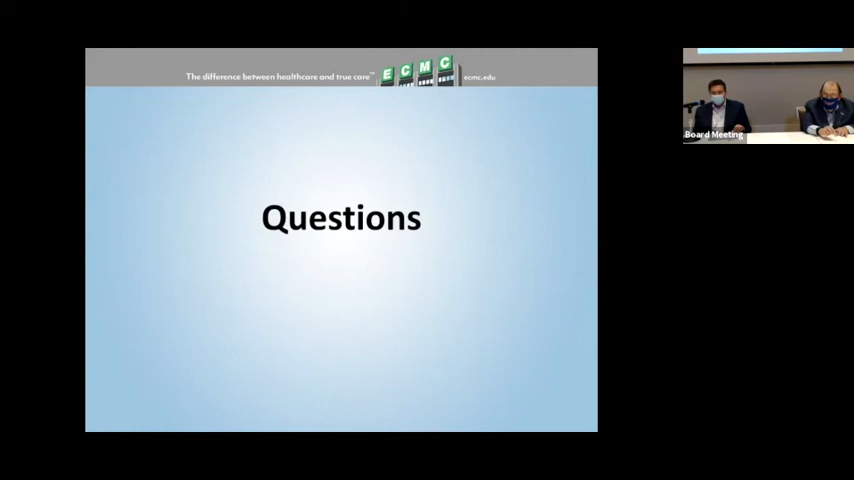 The difference between healthcare and true care™
ECMC
ecmc.edu
Questions
Board Meeting